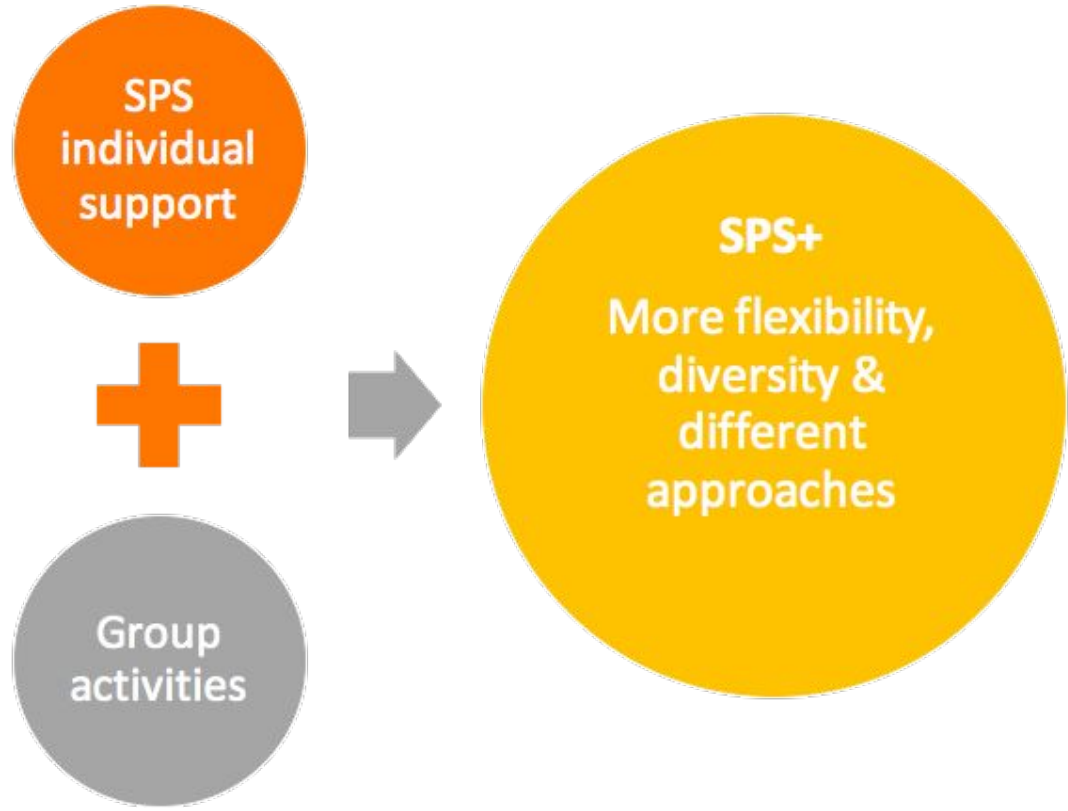 SPS
individual
support
Group
activities
SPS+
More flexibility,
diversity &
different
approaches